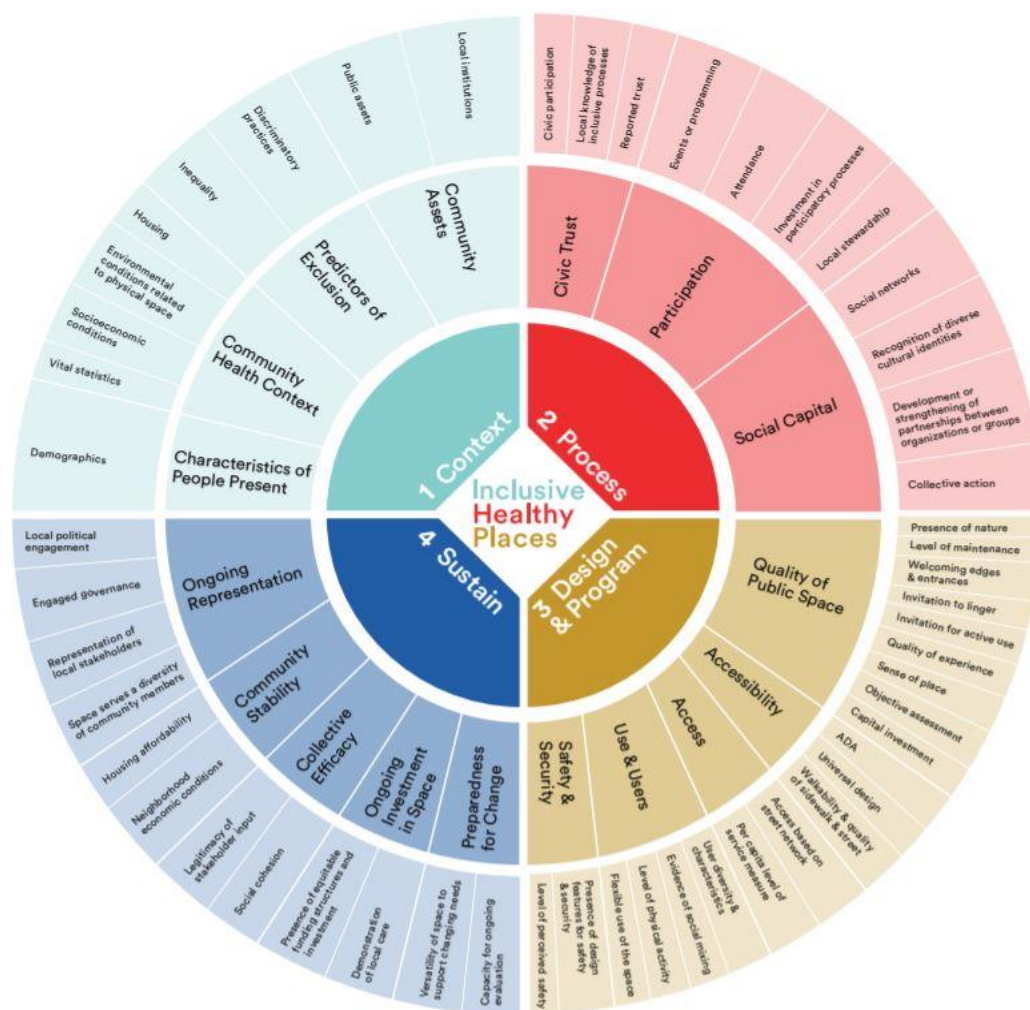 Inclusive
Healthy
Places
1 Context
Community
Assets
Predictors of
Exclusion
Community
Health Context
Characteristics of
People Present
Local institutions
Public assets
Discriminatory
practices
Inequality
Housing
Environmental
conditions related
to physical space
Socioeconomic
conditions
Vital statistics
Demographics
2 Process
Civic Trust
Participation
Social Capital
Civic participation
Local knowledge of
inclusive processes
Reported trust
Events or programming
Attendance
Investment in
participatory processes
Local stewardship
Social networks
Recognition of diverse
cultural identities
Development or
strengthening of
partnerships between
organizations or groups
Collective action
3 Design
& Program
Quality of
Public Space
Accessibility
Access
Use & Users
Safety &
Security
Presence of nature
Level of maintenance
Welcoming edges
& entrances
Invitation to linger
Invitation for active use
Quality of experience
Sense of place
Objective assessment
Capital investment
ADA
Universal design
Walkability & quality
of sidewalk & street
Access based on
street network
Per capita level of
service measure
User diversity &
characteristics
Evidence of social mixing
Level of physical activity
Flexible use of the space
Presence of design
features for safety
& security
Level of perceived safety
4 Sustain
Ongoing
Representation
Community
Stability
Collective
Efficacy
Ongoing
Investment
in Space
Preparedness
for Change
Local political
engagement
Engaged governance
Representation of
local stakeholders
Space serves a diversity
of community members
Housing affordability
Neighborhood
economic conditions
Legitimacy of
stakeholder input
Social cohesion
Presence of equitable
funding structures and
investment
Demonstration
of local care
Versatility of space to
support changing needs
Capacity for ongoing
evaluation